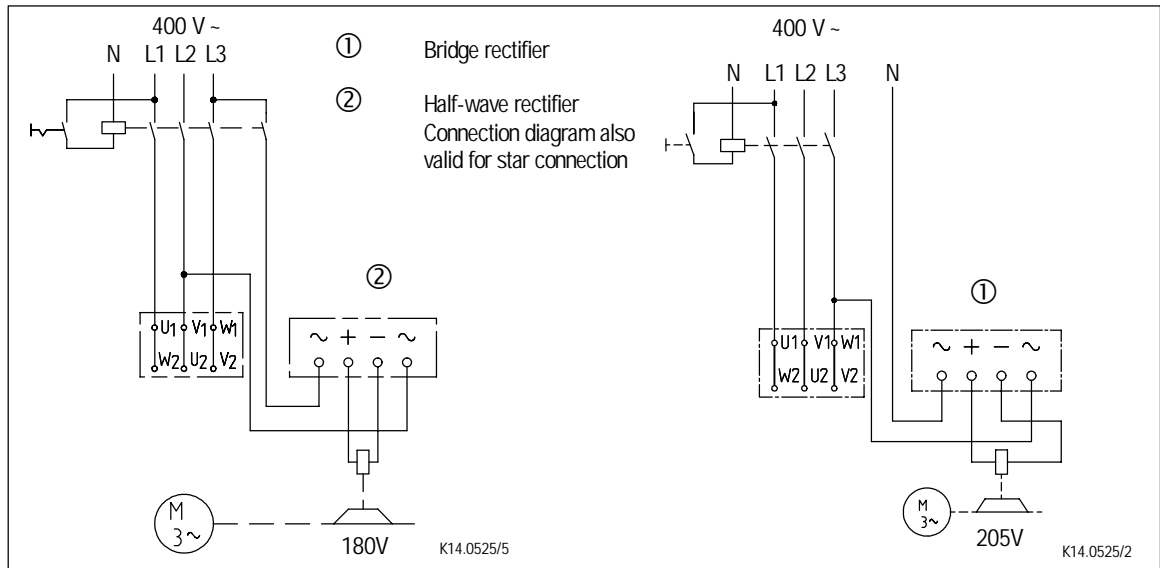 400 V ~
N L1 L2 L3
① Bridge rectifier
② Half-wave rectifier
Connection diagram also
valid for star connection
②
U1 V1 W1
W2 U2 V2
~ + − ~
M
3~
180V
K14.0525/5
400 V ~
N L1 L2 L3 N
①
U1 V1 W1
W2 U2 V2
~ + − ~
M
3~
205V
K14.0525/2